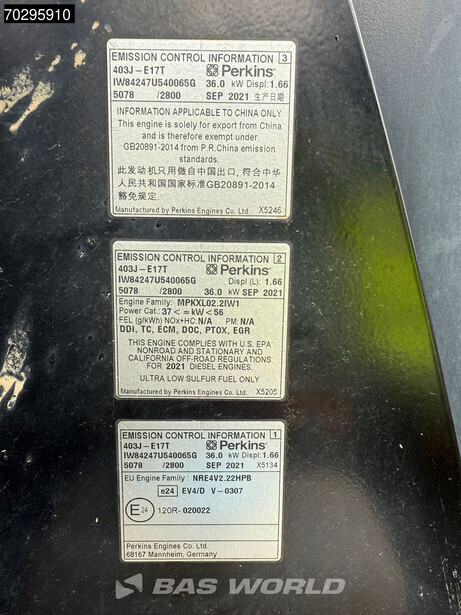 70295910
EMISSION CONTROL INFORMATION 3
403J-E17T Perkins
IW84247U540065G 36.0 kW Displ:1.66
5078 /2800 SEP 2021 生产日期
INFORMATION APPLICABLE TO CHINA ONLY
This engine is solely for export from China
and is therefore exempt under
GB20891-2014 from P.R.China emission
standards.
此发动机只用做自中国出口, 符合中华
人民共和国国家标准GB20891-2014
豁免规定.
Manufactured by Perkins Engines Co. Ltd. X5246
EMISSION CONTROL INFORMATION 2
403J-E17T Perkins
IW84247U540065G Displ (L): 1.66
5078 /2800 36.0 kW SEP 2021
Engine Family: MPKXL02.2IW1
Power Cat.: 37<=kW<56
FEL (g/kWh) NOx+HC: N/A PM: N/A
DDI, TC, ECM, DOC, PTOX, EGR
THIS ENGINE COMPLIES WITH U.S. EPA
NONROAD AND STATIONARY AND
CALIFORNIA OFF-ROAD REGULATIONS
FOR 2021 DIESEL ENGINES.
ULTRA LOW SULFUR FUEL ONLY
Manufactured by Perkins Engines Co. Ltd. X5205
EMISSION CONTROL INFORMATION 1
403J-E17T Perkins
IW84247U540065G 36.0 kW Displ:1.66
5078 /2800 SEP 2021 X5134
EU Engine Family: NRE4V2.22HPB
e24 EV4/D V-0307
E24 120R-020022
Perkins Engines Co. Ltd.
68167 Mannheim, Germany
BAS WORLD